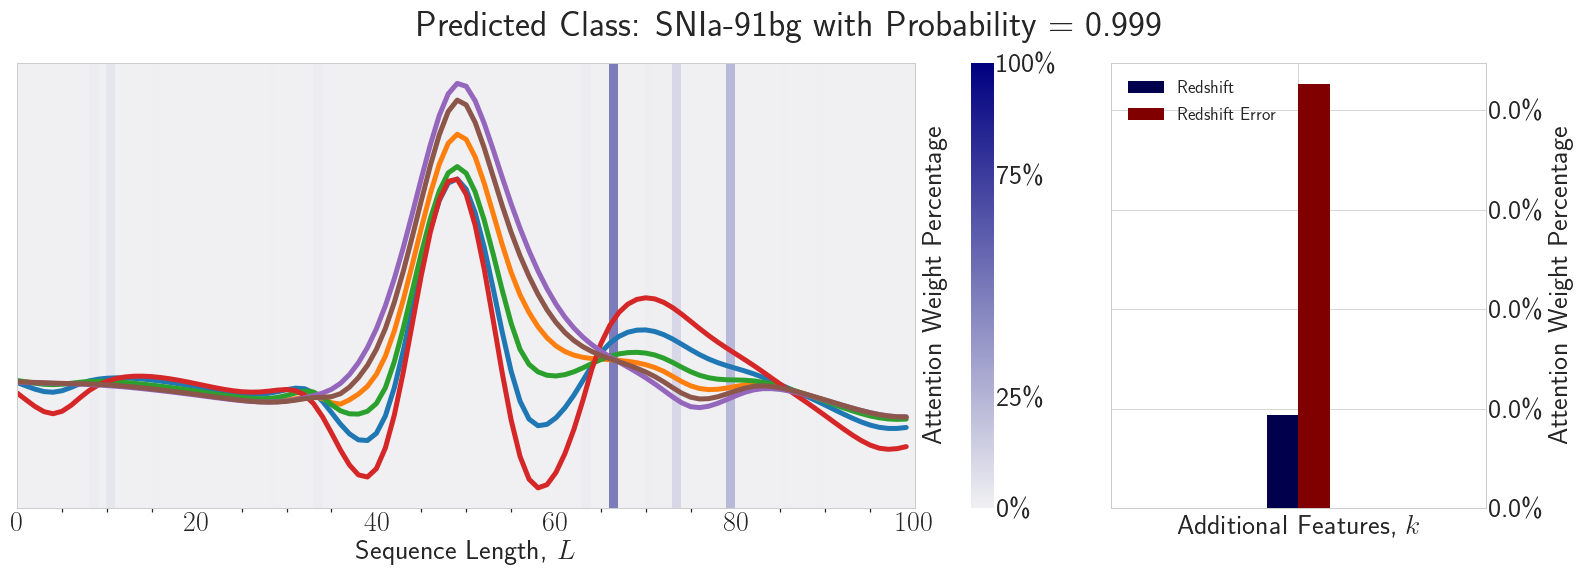 Predicted Class: SNIa-91bg with Probability = 0.999
0
20
40
60
80
100
Sequence Length, L
100%
75%
25%
0%
Attention Weight Percentage
Redshift
Redshift Error
0.0%
0.0%
0.0%
0.0%
0.0%
Attention Weight Percentage
Additional Features, k